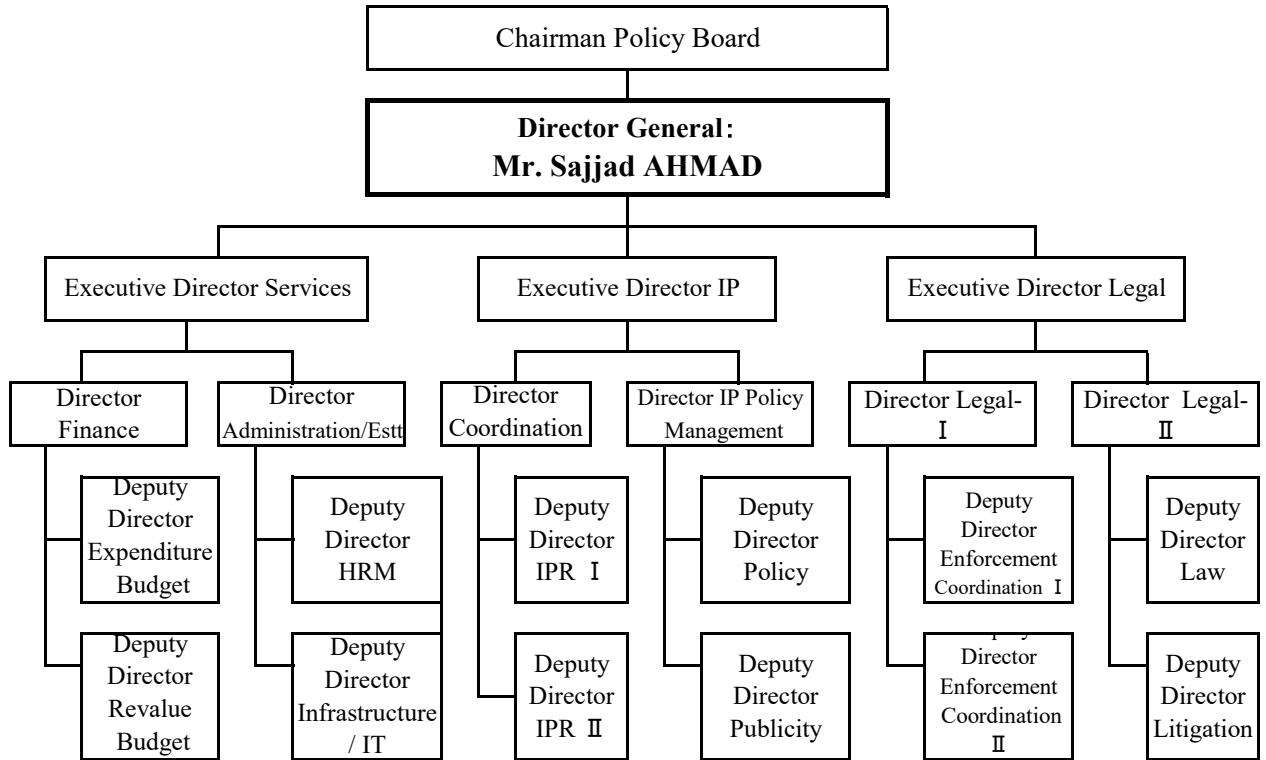 Chairman Policy Board
Director General:
Mr. Sajjad AHMAD
Executive Director Services
Executive Director IP
Executive Director Legal
Director
Finance
Director
Administration/Estt
Director
Coordination
Director IP Policy
Management
Director Legal-
Ⅰ
Director Legal-
Ⅱ
Deputy
Director
Expenditure
Budget
Deputy
Director
HRM
Deputy
Director
IPR Ⅰ
Deputy
Director
Policy
Deputy
Director
Enforcement
Coordination Ⅰ
Deputy
Director
Law
Deputy
Director
Revalue
Budget
Deputy
Director
Infrastructure
/ IT
Deputy
Director
IPR Ⅱ
Deputy
Director
Publicity
Director
Enforcement
Coordination
Ⅱ
Deputy
Director
Litigation